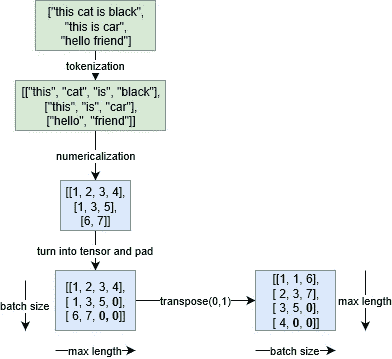 ["this cat is black",
"this is car",
"hello friend"]
tokenization
[["this", "cat", "is", "black"],
["this", "is", "car"],
["hello", "friend"]]
numericalization
[[1, 2, 3, 4],
[1, 3, 5],
[6, 7]]
turn into tensor and pad
batch size
[[1, 2, 3, 4],
[ 1, 3, 5, 0],
[ 6, 7, 0, 0]]
max length
transpose(0,1)
[[ 1, 1, 6],
[ 2, 3, 7],
[ 3, 5, 0],
[ 4, 0, 0]]
max length
batch size